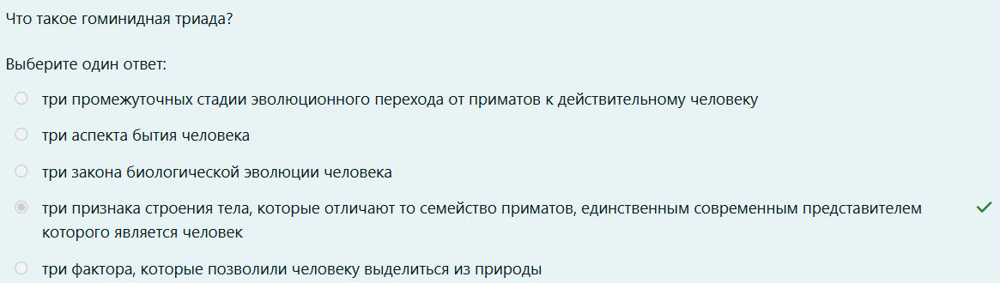 Что такое гоминидная триада?
Выберите один ответ:
три промежуточных стадии эволюционного перехода от приматов к действительному человеку
три аспекта бытия человека
три закона биологической эволюции человека
три признака строения тела, которые отличают то семейство приматов, единственным современным представителем
которого является человек
три фактора, которые позволили человеку выделиться из природы